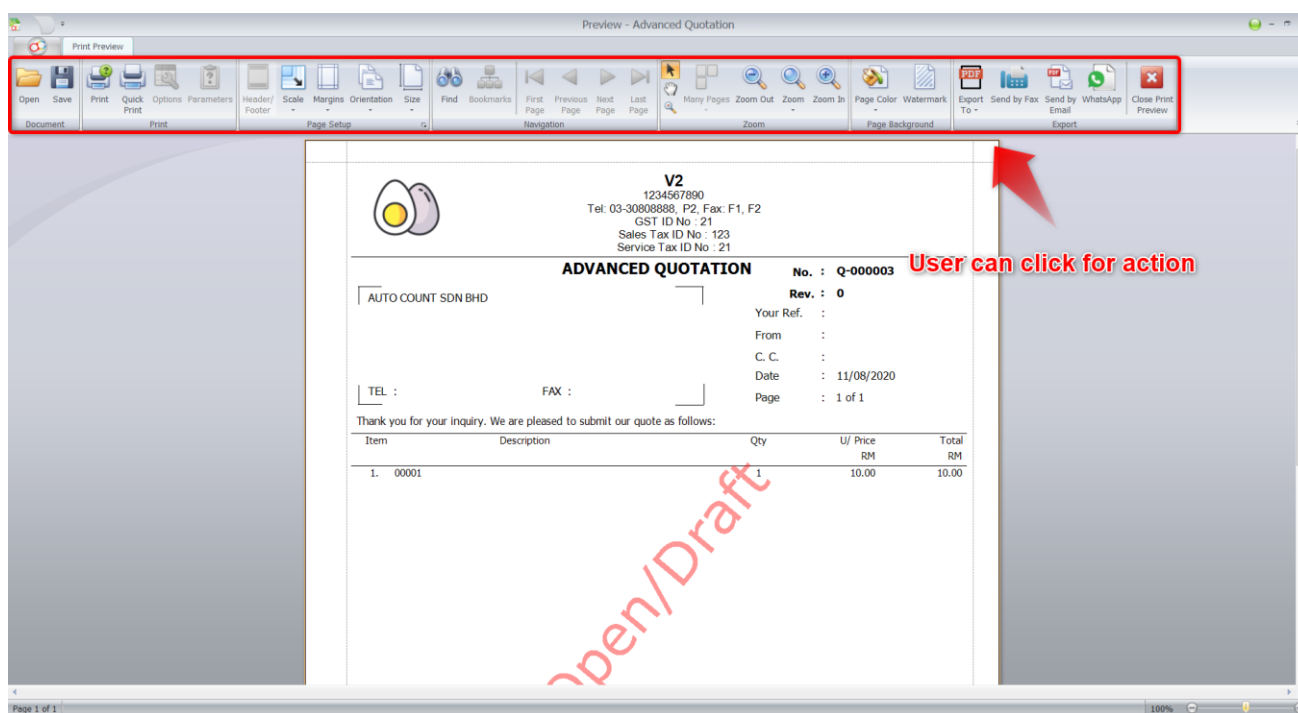 Preview - Advanced Quotation
Print Preview
Open Save Print Quick Print Options Parameters Header/ Footer Scale Margins Orientation Size Find Bookmarks First Page Previous Page Next Page Last Page Many Pages Zoom Out Zoom Zoom In Page Color Watermark Export To Send by Fax Send by Email WhatsApp Close Print Preview
Document Print Page Setup Navigation Zoom Page Background Export
V2
1234567890
Tel: 03-30808888, P2, Fax: F1, F2
GST ID No : 21
Sales Tax ID No : 123
Service Tax ID No : 21
User can click for action
ADVANCED QUOTATION No. : Q-000003
AUTO COUNT SDN BHD Rev. : 0
Your Ref. :
From :
C. C. :
Date : 11/08/2020
TEL : FAX : Page : 1 of 1
Thank you for your inquiry. We are pleased to submit our quote as follows:
Item Description Qty U/ Price Total
RM RM
1. 00001 1 10.00 10.00
Open/Draft
Page 1 of 1 100%